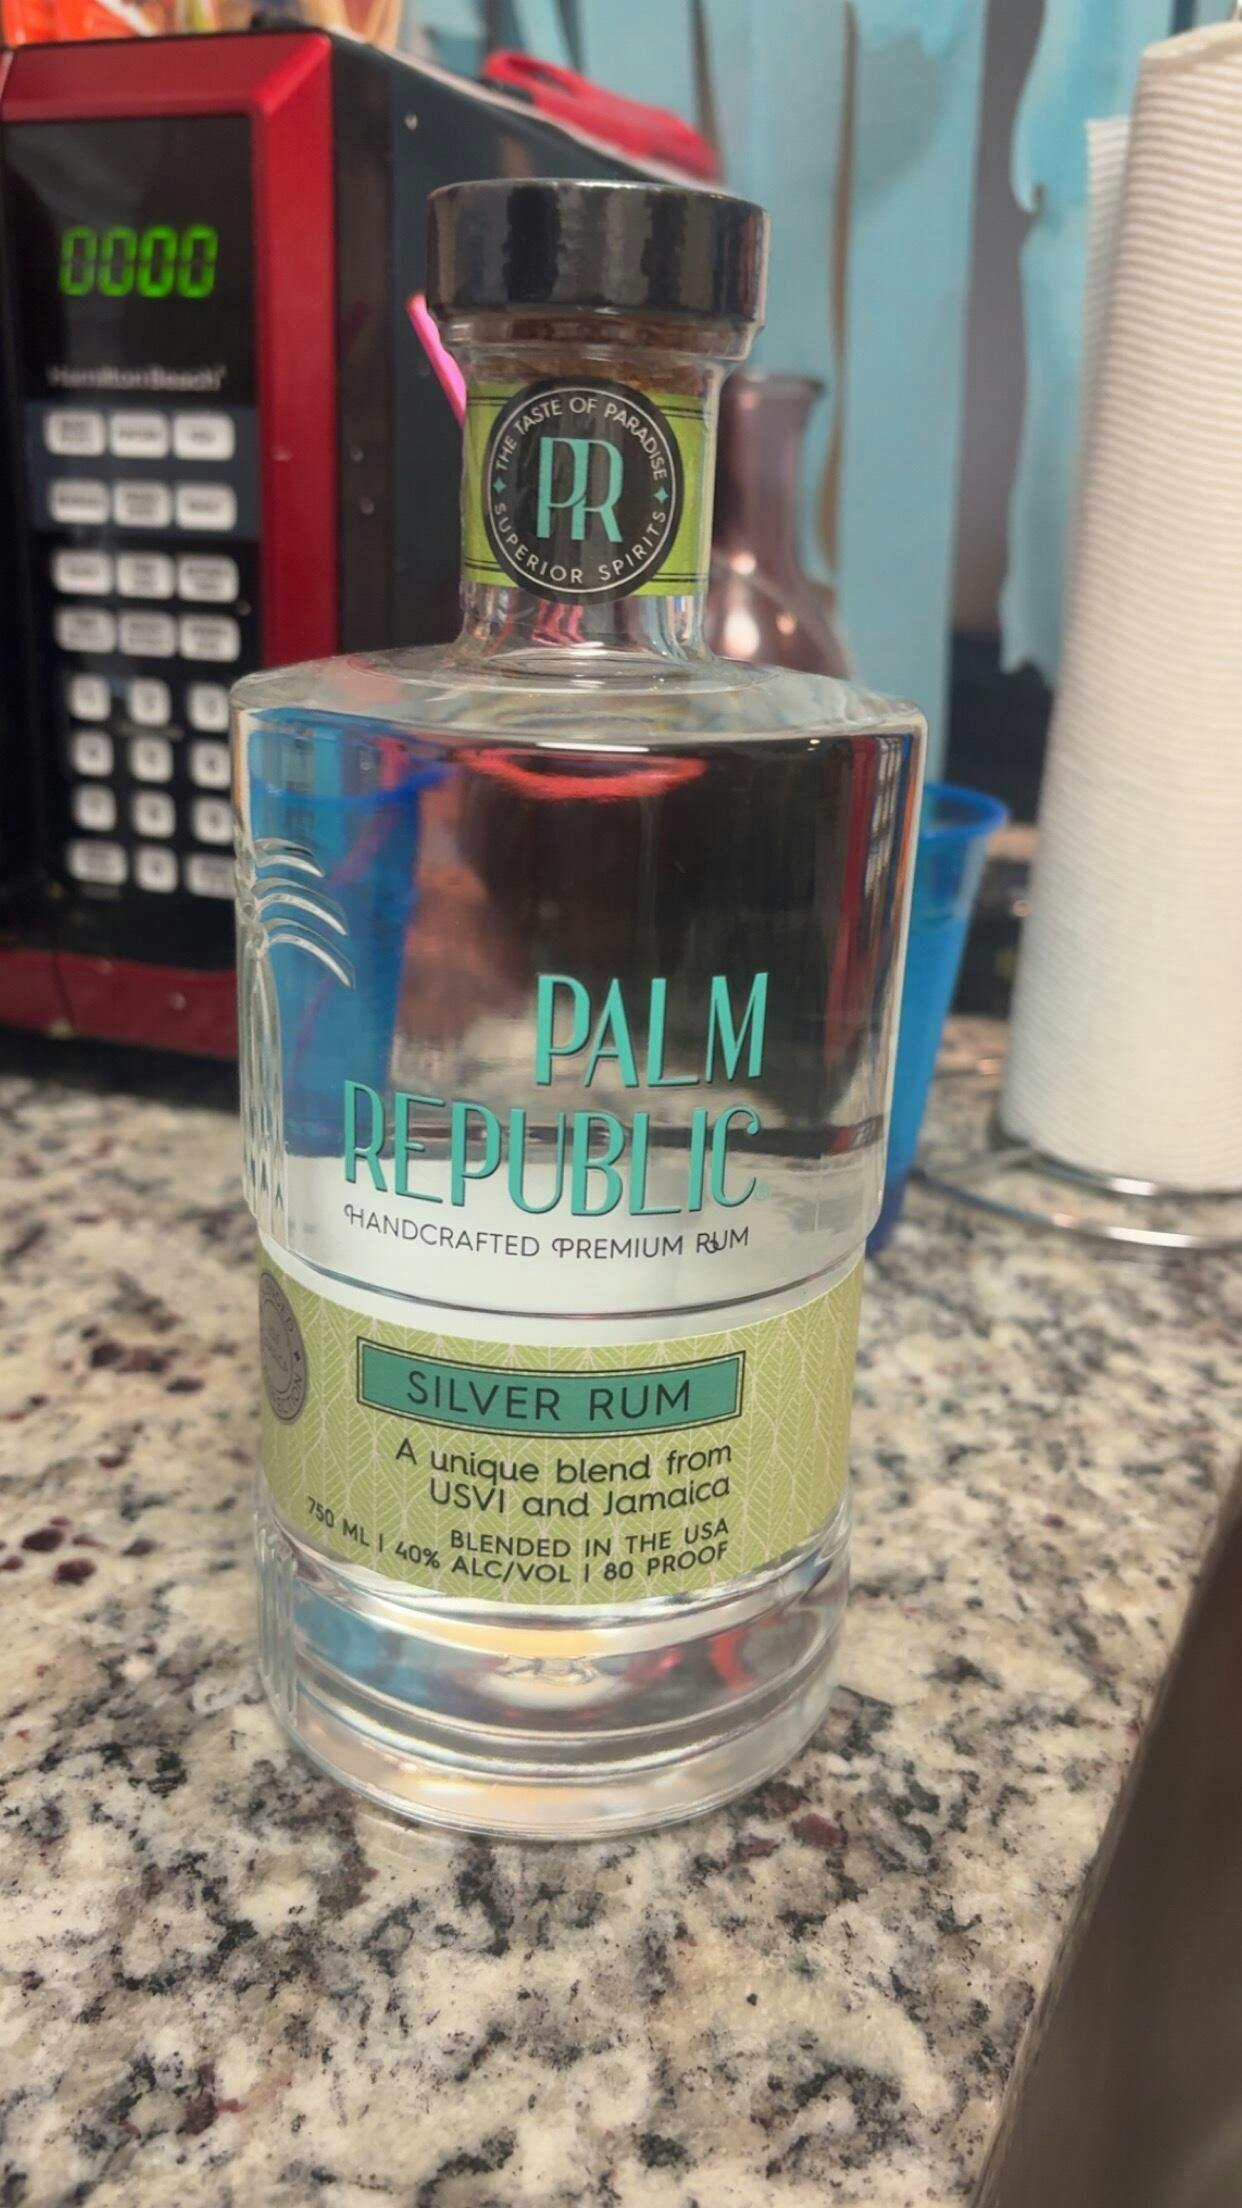 0000
HamiltonBeach
THE TASTE OF PARADISE
PR
SUPERIOR SPIRITS
PALM
REPUBLIC
HANDCRAFTED PREMIUM RUM
SILVER RUM
A unique blend from
USVI and Jamaica
BLENDED IN THE USA
750 ML | 40% ALC/VOL | 80 PROOF